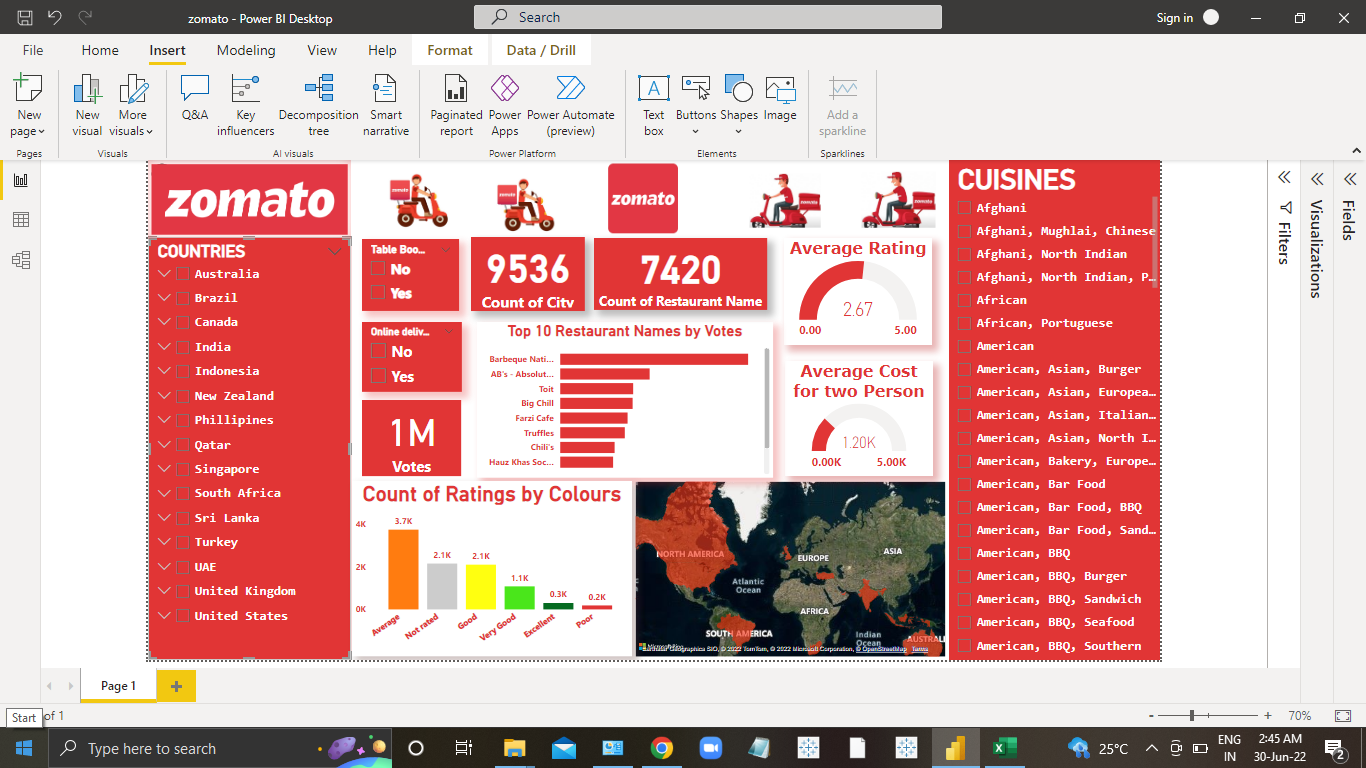 zomato - Power BI Desktop
Search
Sign in
File
Home
Insert
Modeling
View
Help
Format
Data / Drill
New
page
New
visual
More
visuals
Q&A
Key
influencers
Decomposition
tree
Smart
narrative
Paginated
report
Power
Apps
Power Automate
(preview)
Text
box
Buttons
Shapes
Image
Add a
sparkline
Pages
Visuals
AI visuals
Power Platform
Elements
Sparklines
zomato
zomato
COUNTRIES
Australia
Brazil
Canada
India
Indonesia
New Zealand
Phillipines
Qatar
Singapore
South Africa
Sri Lanka
Turkey
UAE
United Kingdom
United States
Table Boo...
No
Yes
9536
Count of City
7420
Count of Restaurant Name
Average Rating
2.67
0.00
5.00
Online deliv...
No
Yes
1M
Votes
Top 10 Restaurant Names by Votes
Barbeque Nati...
AB's - Absolut...
Toit
Big Chill
Farzi Cafe
Truffles
Chili's
Hauz Khas Soc...
Average Cost
for two Person
1.20K
0.00K
5.00K
Count of Ratings by Colours
4K
2K
0K
3.7K
2.1K
2.1K
1.1K
0.3K
0.2K
Average
Not rated
Good
Very Good
Excellent
Poor
NORTH AMERICA
EUROPE
ASIA
Atlantic
Ocean
AFRICA
SOUTH AMERICA
Indian
Ocean
AUSTRALI
Earthstar Geographics SIO, © 2022 TomTom, © 2022 Microsoft Corporation, © OpenStreetMap Terms
CUISINES
Afghani
Afghani, Mughlai, Chinese
Afghani, North Indian
Afghani, North Indian, P...
African
African, Portuguese
American
American, Asian, Burger
American, Asian, Europea...
American, Asian, Italian...
American, Asian, North I...
American, Bakery, Europe...
American, Bar Food
American, Bar Food, BBQ
American, Bar Food, Sand...
American, BBQ
American, BBQ, Burger
American, BBQ, Sandwich
American, BBQ, Seafood
American, BBQ, Southern
Filters
Visualizations
Fields
Page 1
Start
of 1
70%
Type here to search
25°C
ENG
IN
2:45 AM
30-Jun-22
2